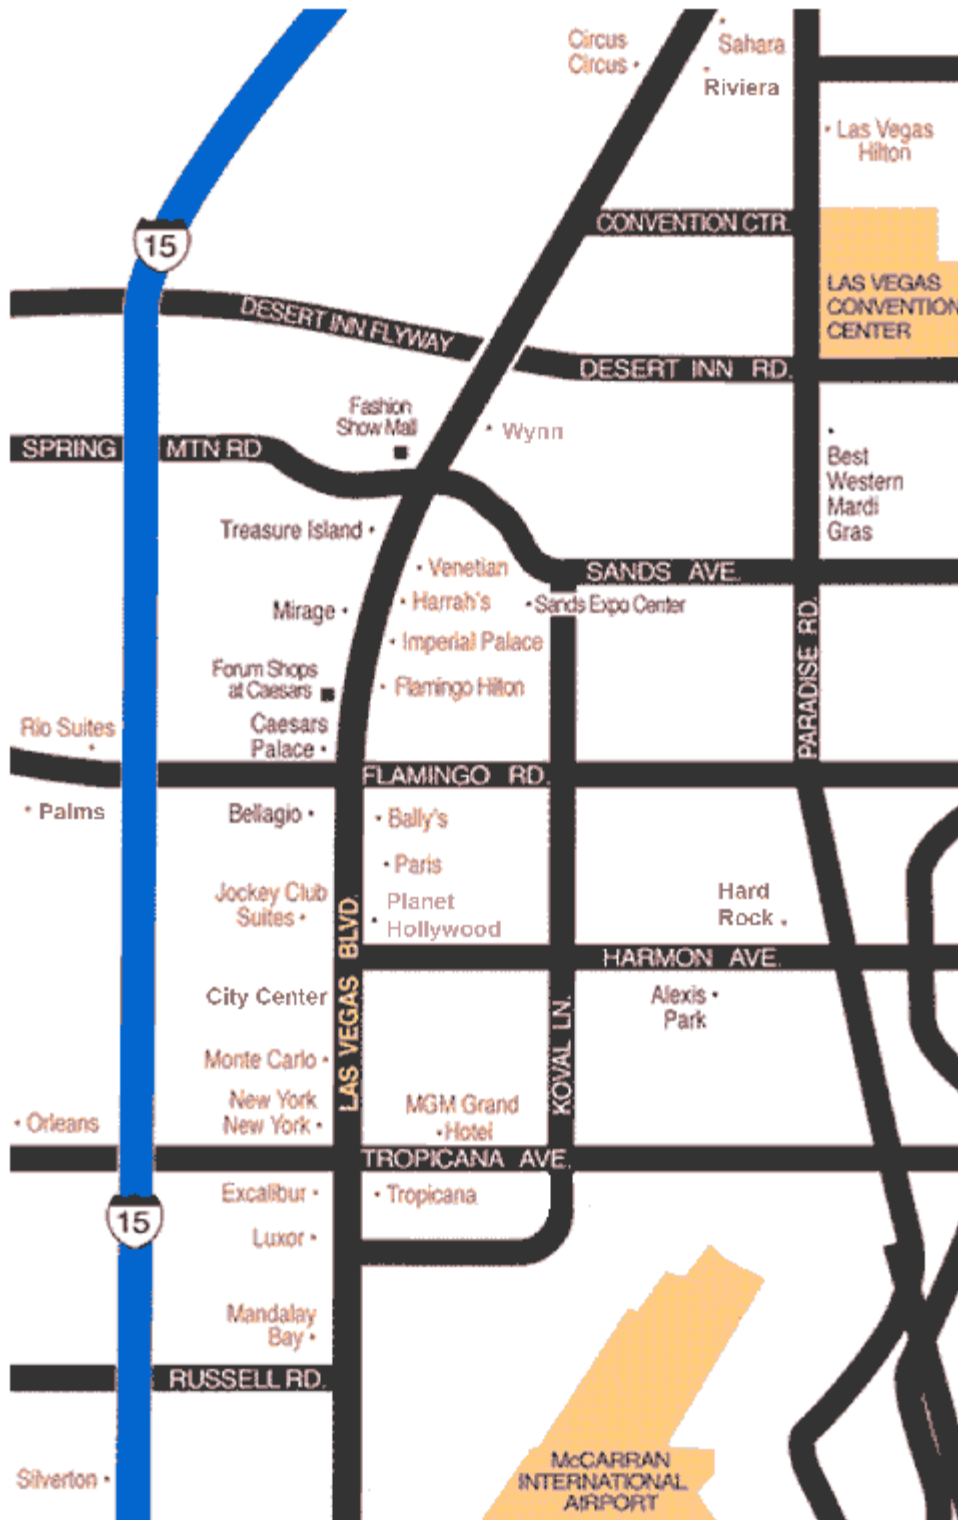 Circus
Circus
Sahara
Riviera
Las Vegas
Hilton
CONVENTION CTR.
15
LAS VEGAS
CONVENTION
CENTER
DESERT INN FLYWAY
DESERT INN RD.
Fashion
Show Mall
Wynn
SPRING MTN RD
Best
Western
Mardi
Gras
Treasure Island
Venetian
SANDS AVE.
Harrah's
Sands Expo Center
Mirage
Imperial Palace
PARADISE RD.
Forum Shops
at Caesars
Flamingo Hilton
Rio Suites
Caesars
Palace
FLAMINGO RD.
Palms
Bellagio
Bally's
Paris
Jockey Club
Suites
Planet
Hollywood
Hard
Rock
LAS VEGAS BLVD.
HARMON AVE.
City Center
Alexis
Park
KOVAL LN.
Monte Carlo
New York
New York
MGM Grand
Hotel
Orleans
TROPICANA AVE.
Excalibur
Tropicana
15
Luxor
Mandalay
Bay
RUSSELL RD.
Silverton
McCARRAN
INTERNATIONAL
AIRPORT